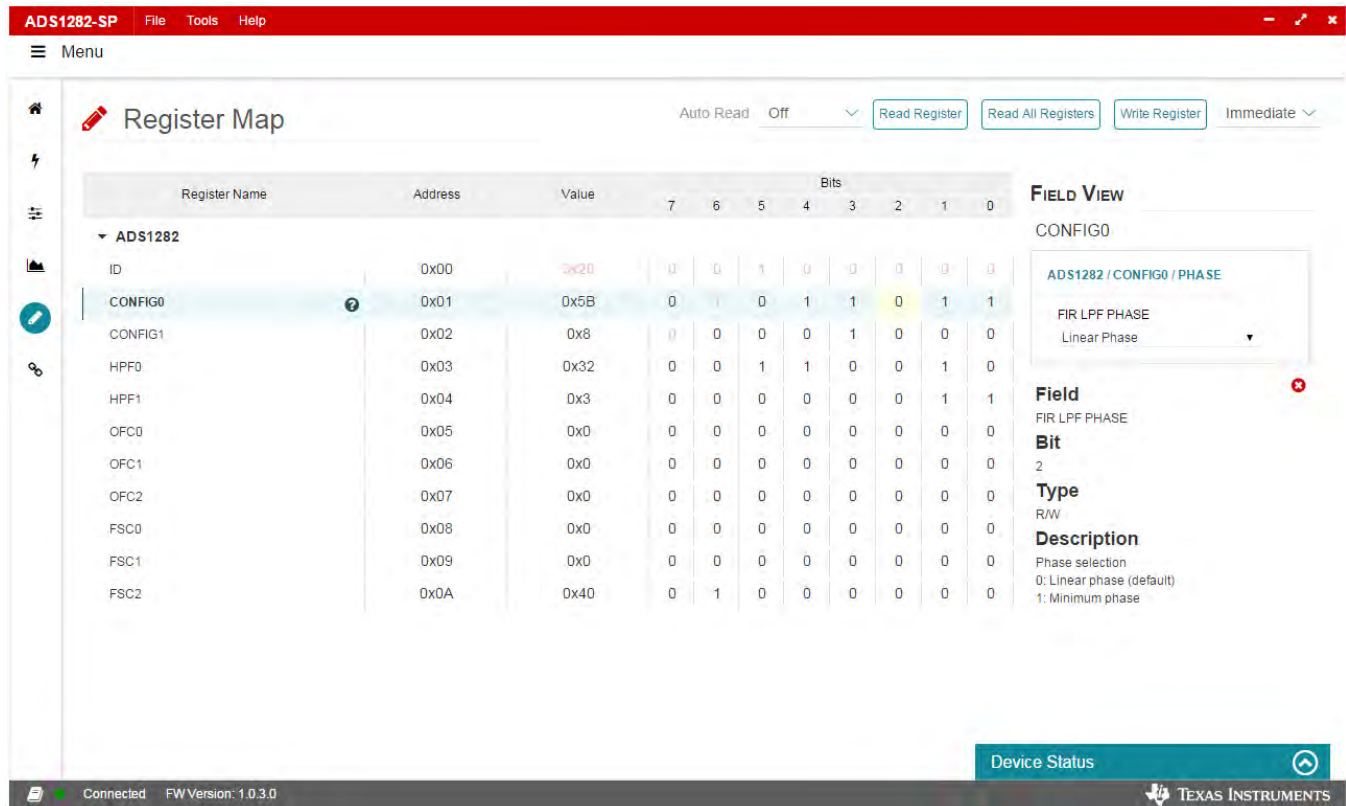 ADS1282-SP File Tools Help
Menu
Register Map
Auto Read Off Read Register Read All Registers Write Register Immediate
Register Name Address Value Bits
7 6 5 4 3 2 1 0
ADS1282
ID 0x00 0x20 0 0 1 0 0 0 0 0
CONFIG0 0x01 0x5B 0 1 0 1 1 0 1 1
CONFIG1 0x02 0x8 0 0 0 0 1 0 0 0
HPF0 0x03 0x32 0 0 1 1 0 0 1 0
HPF1 0x04 0x3 0 0 0 0 0 0 1 1
OFC0 0x05 0x0 0 0 0 0 0 0 0 0
OFC1 0x06 0x0 0 0 0 0 0 0 0 0
OFC2 0x07 0x0 0 0 0 0 0 0 0 0
FSC0 0x08 0x0 0 0 0 0 0 0 0 0
FSC1 0x09 0x0 0 0 0 0 0 0 0 0
FSC2 0x0A 0x40 0 1 0 0 0 0 0 0
FIELD VIEW
CONFIG0
ADS1282 / CONFIG0 / PHASE
FIR LPF PHASE
Linear Phase
Field
FIR LPF PHASE
Bit
2
Type
R/W
Description
Phase selection
0: Linear phase (default)
1: Minimum phase
Device Status
Connected FW Version: 1.0.3.0
TEXAS INSTRUMENTS